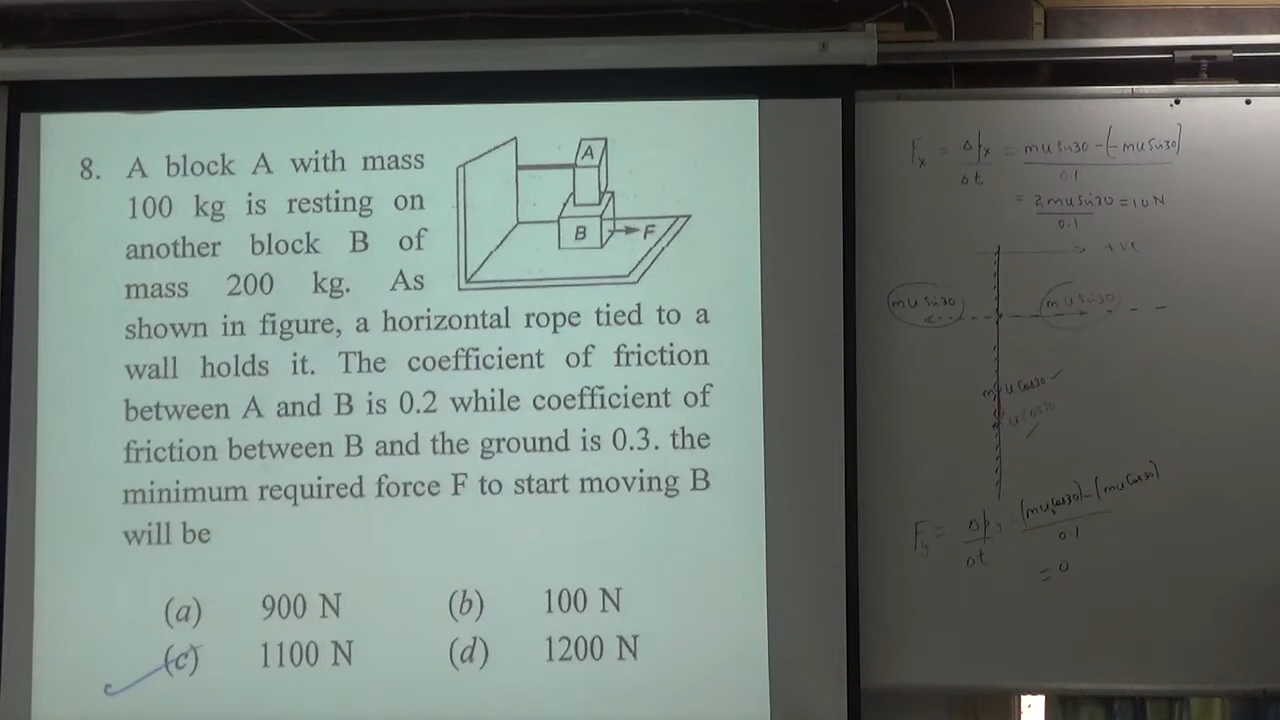 8. A block A with mass
100 kg is resting on
another block B of
mass 200 kg. As
shown in figure, a horizontal rope tied to a
wall holds it. The coefficient of friction
between A and B is 0.2 while coefficient of
friction between B and the ground is 0.3. the
minimum required force F to start moving B
will be
(a) 900 N (b) 100 N
(c) 1100 N (d) 1200 N
A
B
F
Fx = Δpx/Δt = mu sin30 - (-mu sin30)/0.1
= 2mu sin30/0.1 = 10 N
+ve
mu sin30
mu sin30
mu cos30
mu cos30
Fy = Δpy/Δt = (mu cos30) - (mu cos30)/0.1
= 0